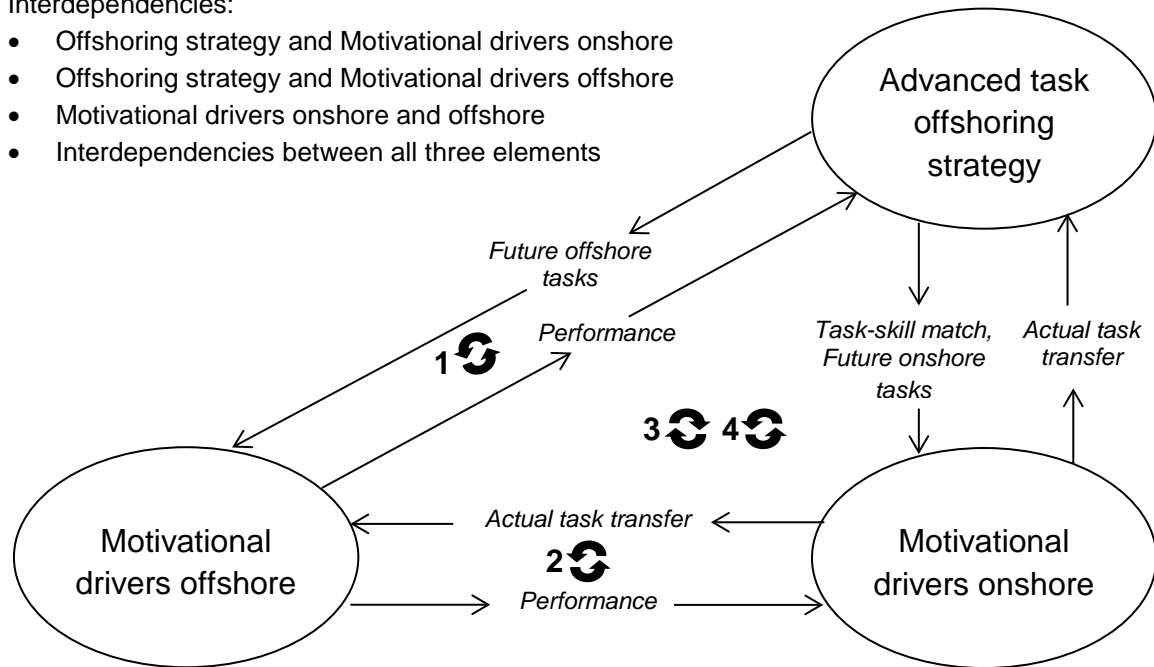 Interdependencies:
• Offshoring strategy and Motivational drivers onshore
• Offshoring strategy and Motivational drivers offshore
• Motivational drivers onshore and offshore
• Interdependencies between all three elements
Advanced task
offshoring
strategy
Future offshore
tasks
Performance
1
Task-skill match,
Future onshore
tasks
Actual task
transfer
3 4
Motivational
drivers offshore
Actual task transfer
2
Performance
Motivational
drivers onshore